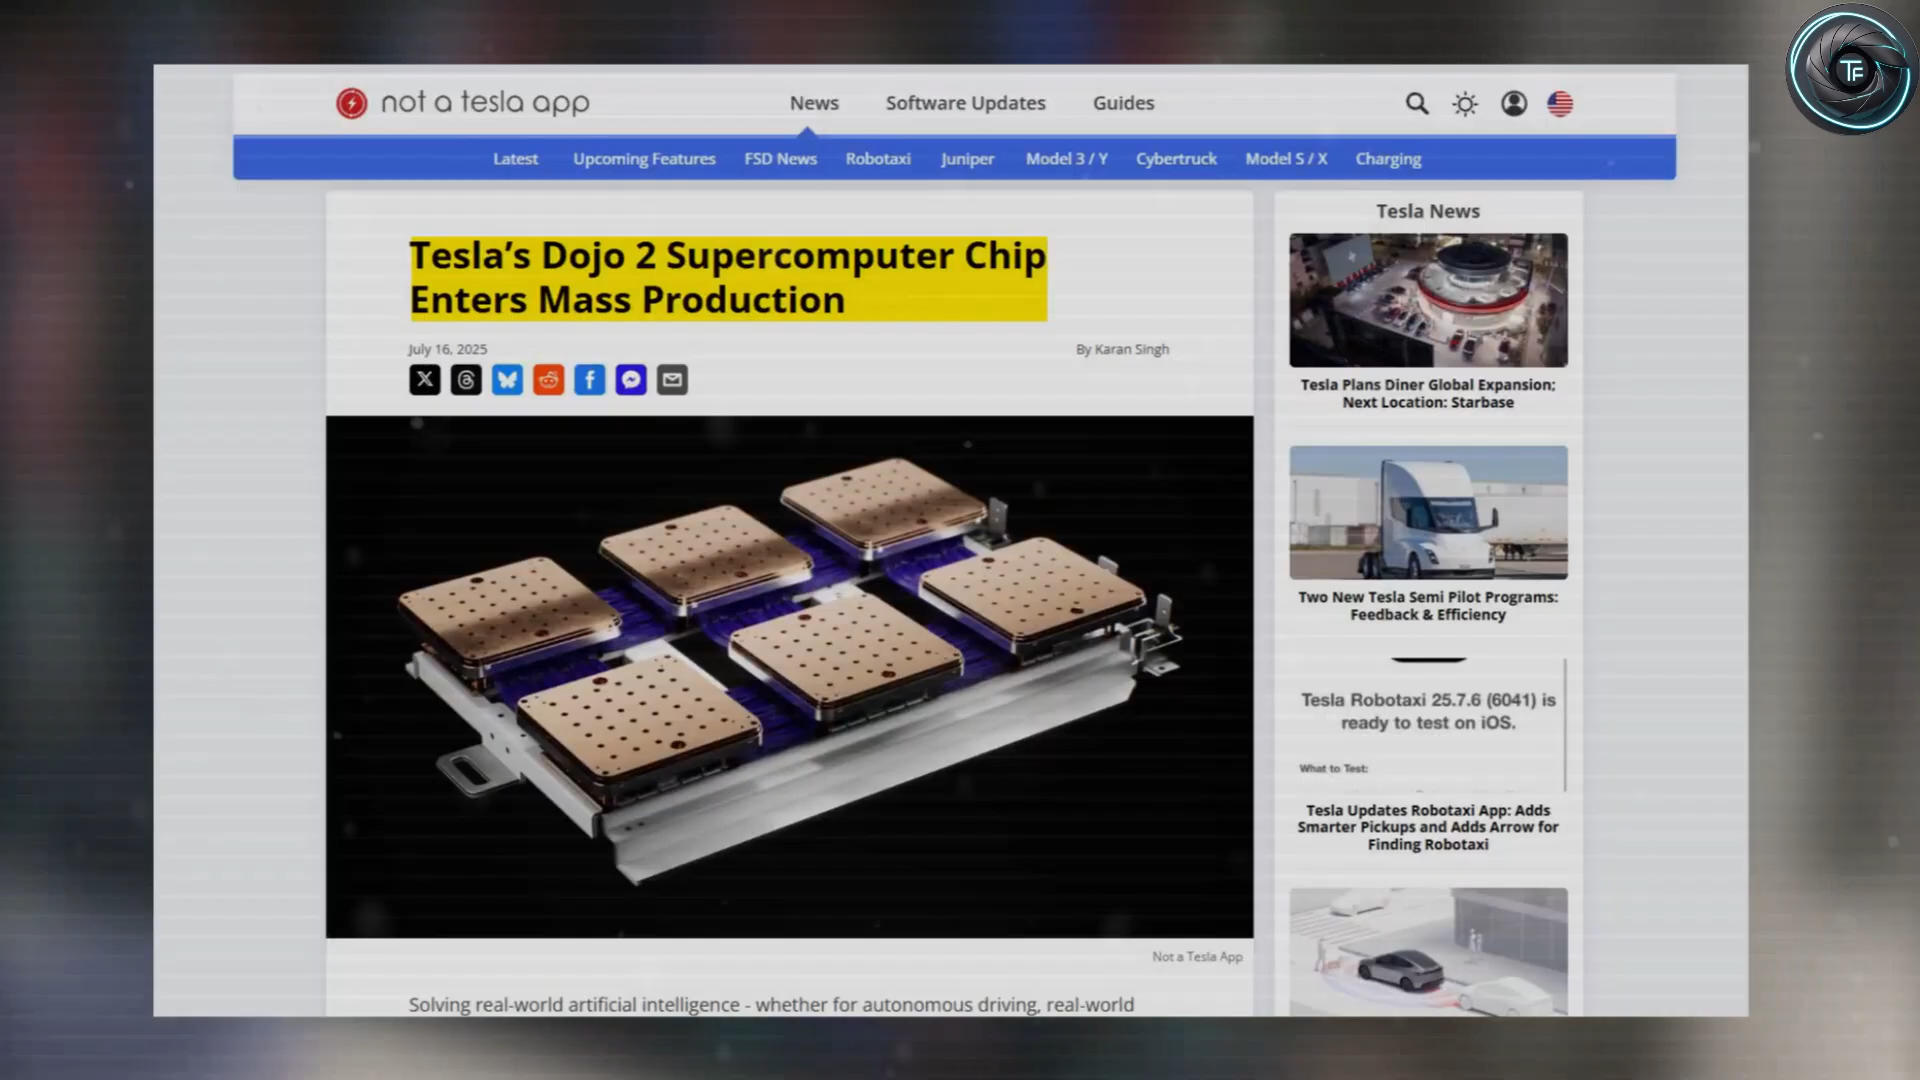 TF
not a tesla app
News
Software Updates
Guides
Latest
Upcoming Features
FSD News
Robotaxi
Juniper
Model 3 / Y
Cybertruck
Model S / X
Charging
Tesla’s Dojo 2 Supercomputer Chip
Enters Mass Production
July 16, 2025
By Karan Singh
Not a Tesla App
Solving real-world artificial intelligence - whether for autonomous driving, real-world
Tesla News
Tesla Plans Diner Global Expansion;
Next Location: Starbase
Two New Tesla Semi Pilot Programs:
Feedback & Efficiency
Tesla Robotaxi 25.7.6 (6041) is
ready to test on iOS.
What to Test:
Tesla Updates Robotaxi App: Adds
Smarter Pickups and Adds Arrow for
Finding Robotaxi